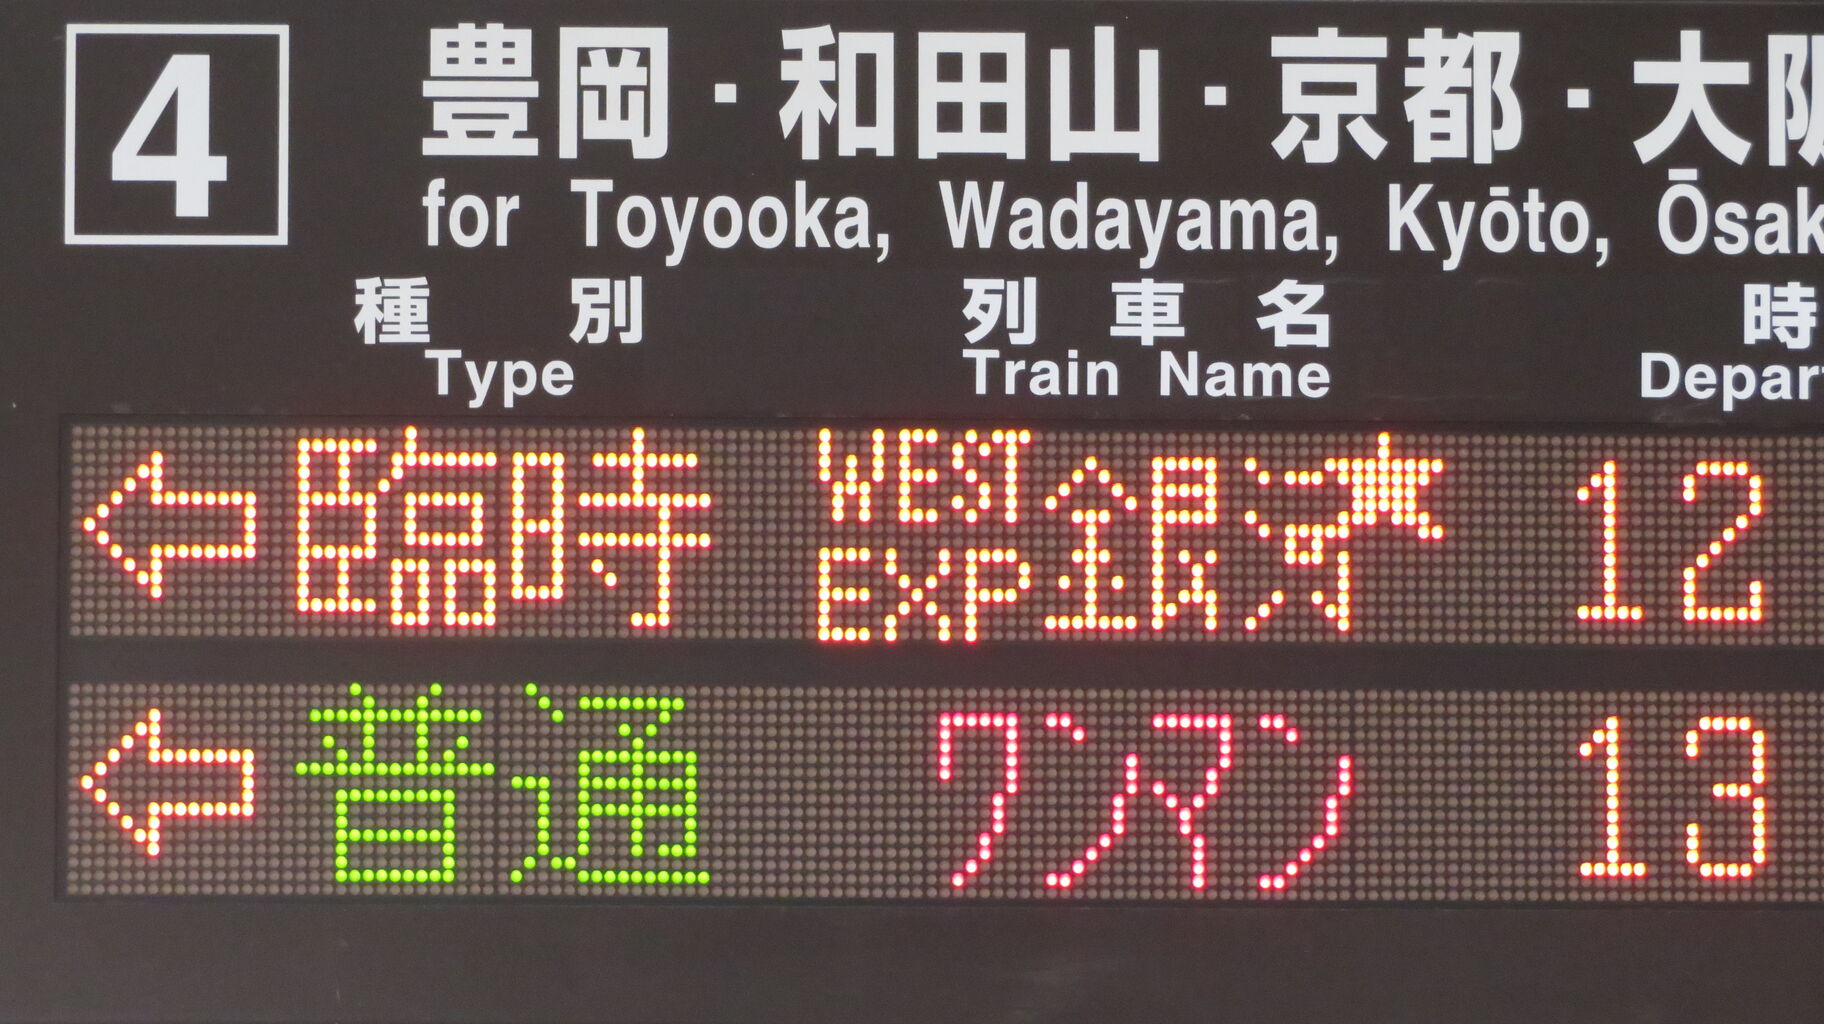 4
豊岡・和田山・京都・大阪
for Toyooka, Wadayama, Kyōto, Ōsak
種別 列車名 時
Type Train Name Depar
臨時 WEST EXP 銀河 12
普通 ワンマン 13